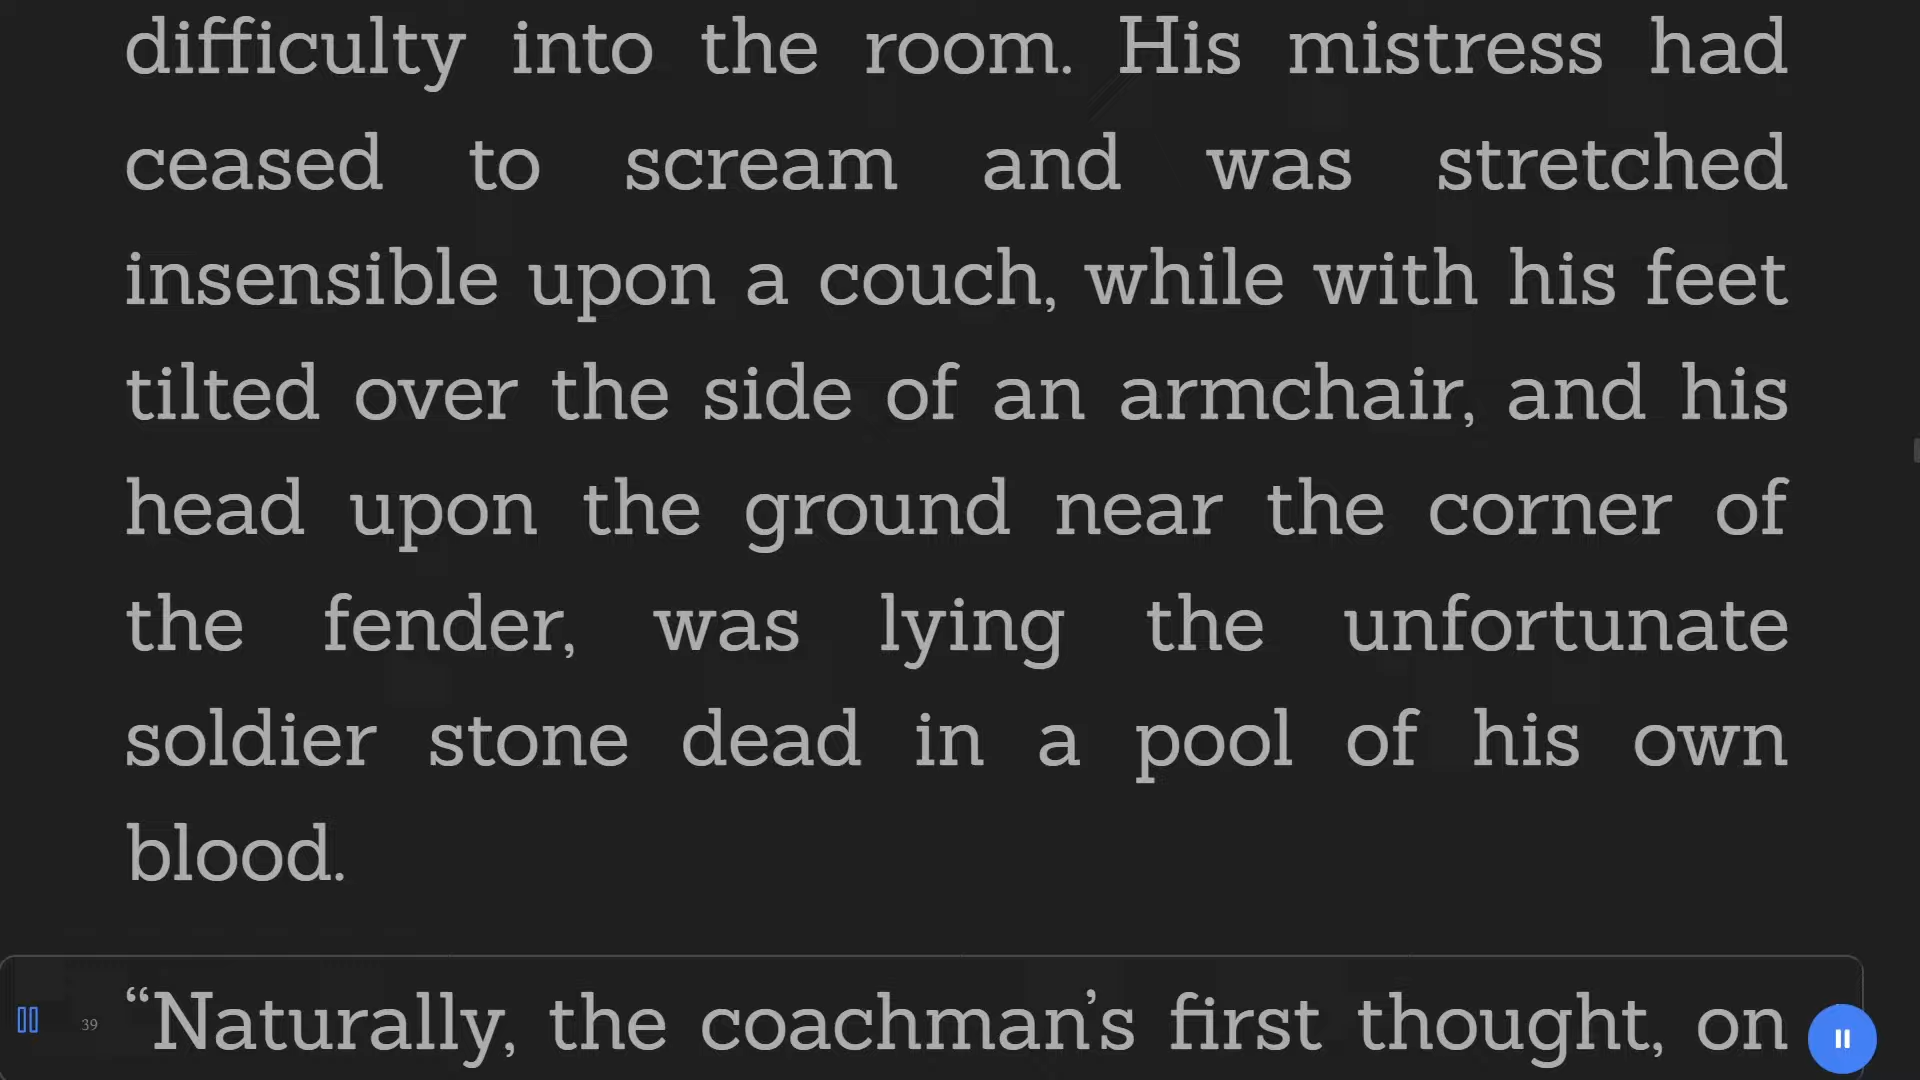 difficulty into the room. His mistress had
ceased to scream and was stretched
insensible upon a couch, while with his feet
tilted over the side of an armchair, and his
head upon the ground near the corner of
the fender, was lying the unfortunate
soldier stone dead in a pool of his own
blood.
39
“Naturally, the coachman’s first thought, on